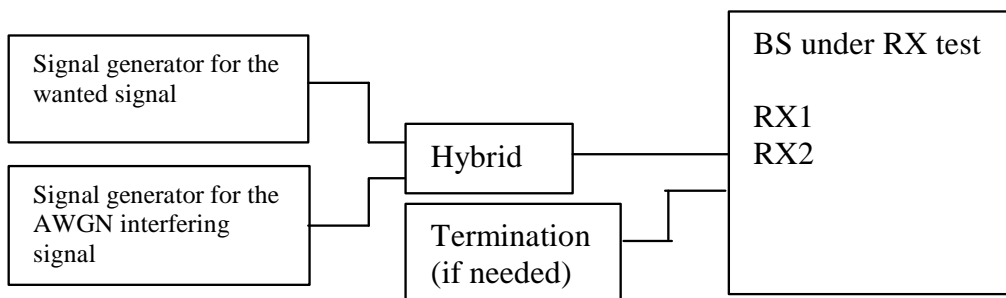 Signal generator for the
wanted signal
Signal generator for the
AWGN interfering
signal
Hybrid
Termination
(if needed)
BS under RX test
RX1
RX2